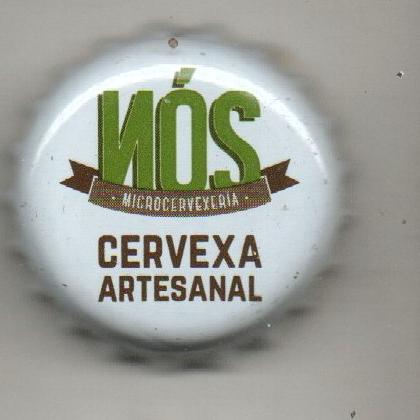 NÓS
· MICROCERVEXERÍA ·
CERVEXA
ARTESANAL